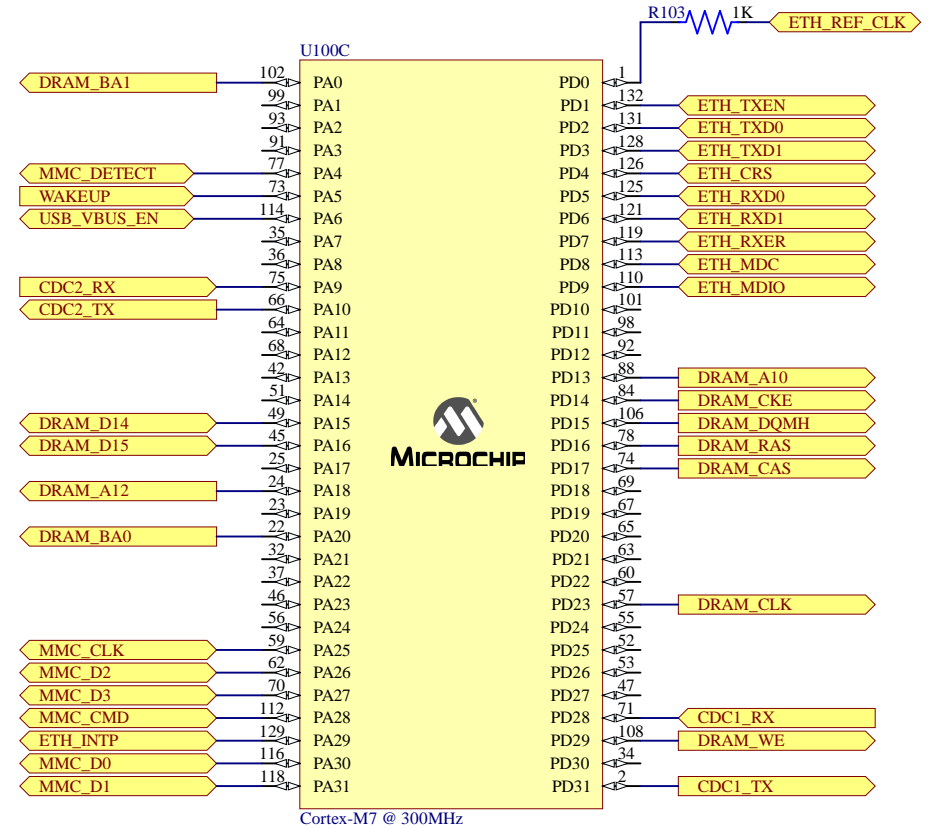 R103 1K ETH_REF_CLK
U100C
DRAM_BA1 102 PA0 PD0 1
99 PA1 PD1 132 ETH_TXEN
93 PA2 PD2 131 ETH_TXD0
91 PA3 PD3 128 ETH_TXD1
MMC_DETECT 77 PA4 PD4 126 ETH_CRS
WAKEUP 73 PA5 PD5 125 ETH_RXD0
USB_VBUS_EN 114 PA6 PD6 121 ETH_RXD1
35 PA7 PD7 119 ETH_RXER
36 PA8 PD8 113 ETH_MDC
CDC2_RX 75 PA9 PD9 110 ETH_MDIO
CDC2_TX 66 PA10 PD10 101
64 PA11 PD11 98
68 PA12 PD12 92
42 PA13 PD13 88 DRAM_A10
51 PA14 PD14 84 DRAM_CKE
DRAM_D14 49 PA15 PD15 106 DRAM_DQMH
DRAM_D15 45 PA16 PD16 78 DRAM_RAS
MICROCHIP
25 PA17 PD17 74 DRAM_CAS
DRAM_A12 24 PA18 PD18 69
23 PA19 PD19 67
DRAM_BA0 22 PA20 PD20 65
32 PA21 PD21 63
37 PA22 PD22 60
46 PA23 PD23 57 DRAM_CLK
56 PA24 PD24 55
MMC_CLK 59 PA25 PD25 52
MMC_D2 62 PA26 PD26 53
MMC_D3 70 PA27 PD27 47
MMC_CMD 112 PA28 PD28 71 CDC1_RX
ETH_INTP 129 PA29 PD29 108 DRAM_WE
MMC_D0 116 PA30 PD30 34
MMC_D1 118 PA31 PD31 2 CDC1_TX
Cortex-M7 @ 300MHz